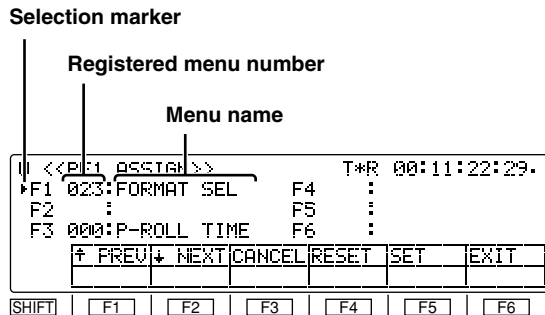 Selection marker
Registered menu number
Menu name
<<PF1 ASSIGN>> T*R 00:11:22:29.
F1 023:FORMAT SEL F4 :
F2 : F5 :
F3 000:P-ROLL TIME F6 :
↑ PREV ↓ NEXT CANCEL RESET SET EXIT
SHIFT F1 F2 F3 F4 F5 F6